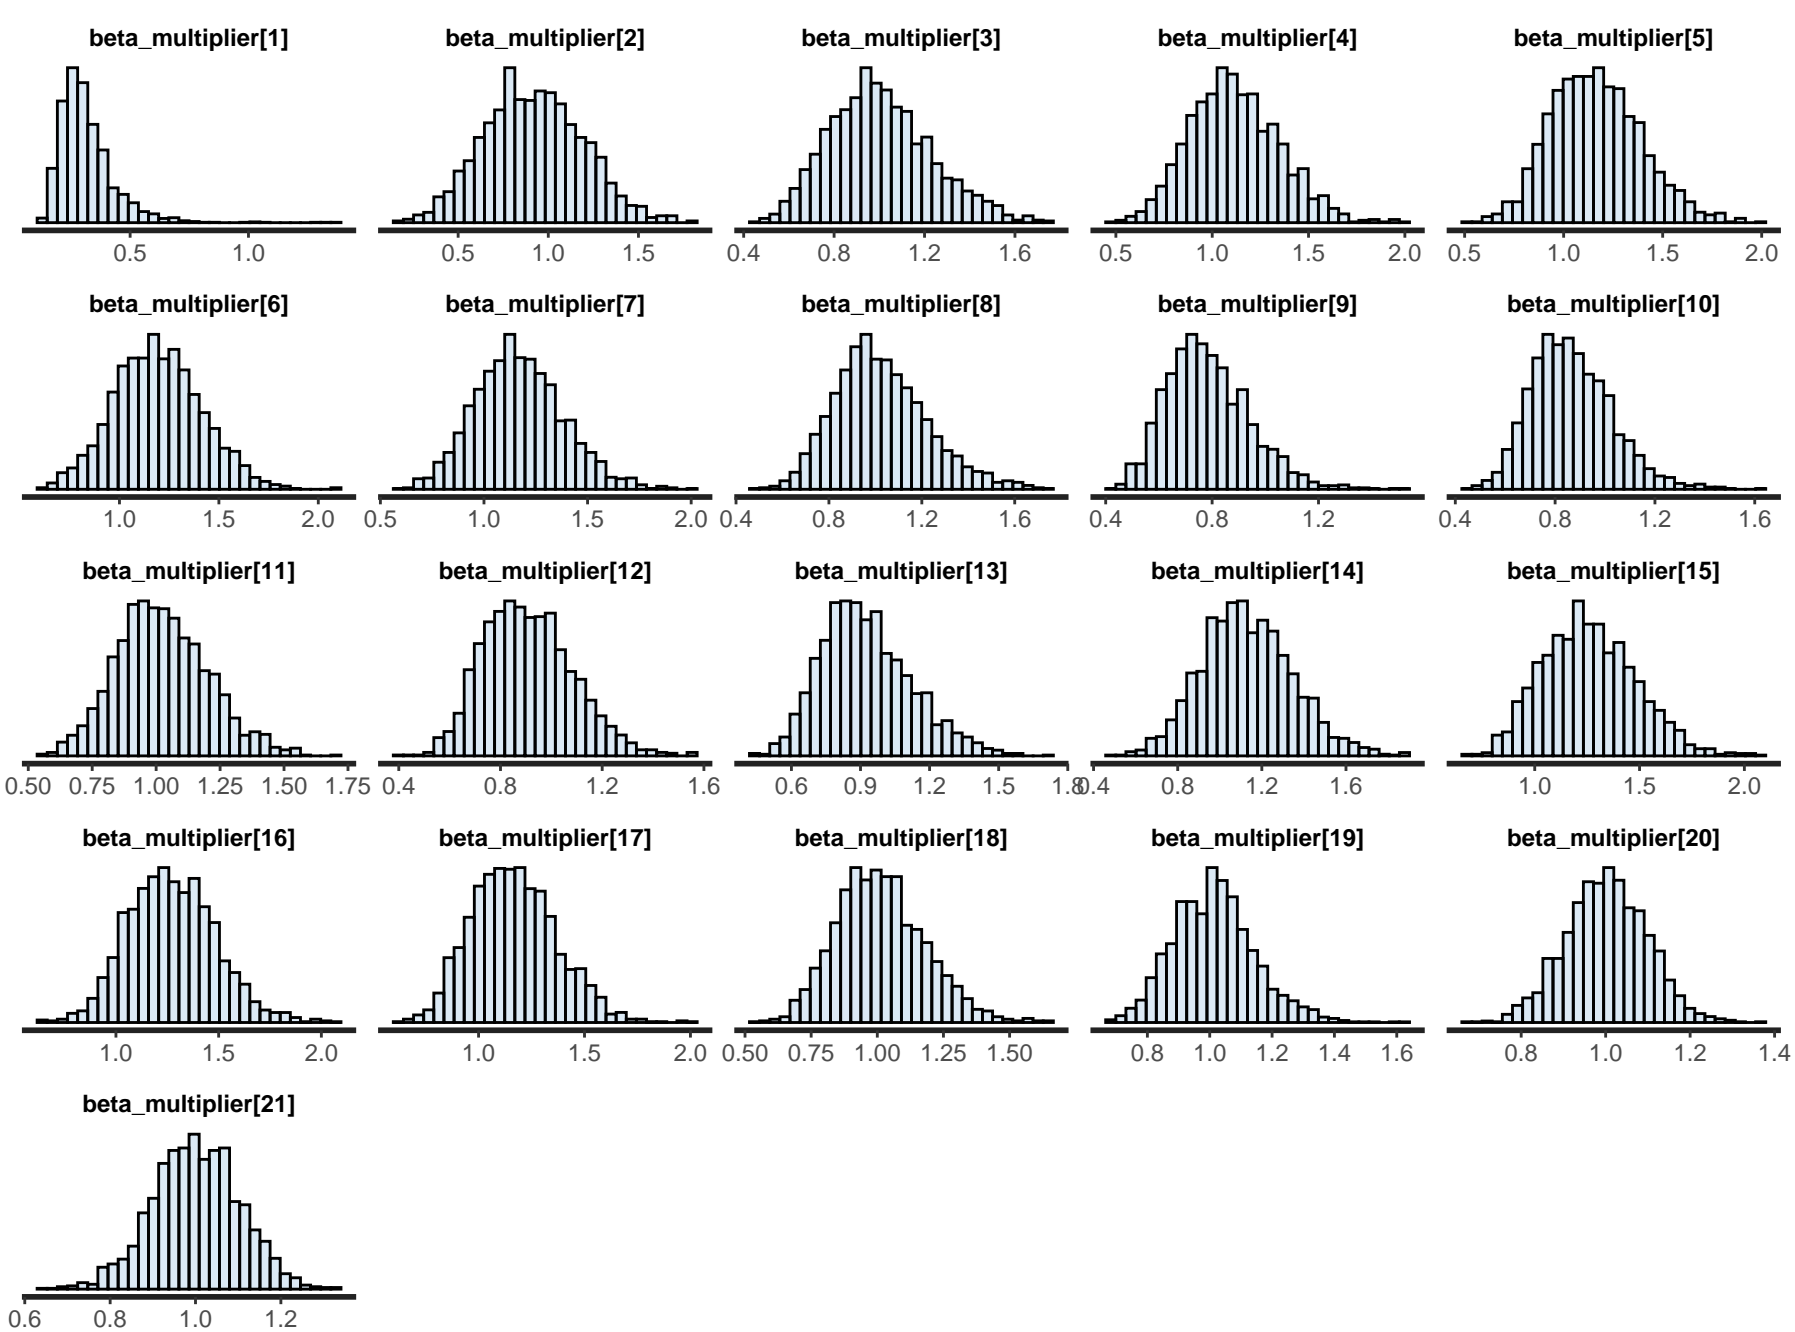 beta_multiplier[1] beta_multiplier[2] beta_multiplier[3] beta_multiplier[4] beta_multiplier[5]
0.5 1.0 0.5 1.0 1.5 0.4 0.8 1.2 1.6 0.5 1.0 1.5 2.0 0.5 1.0 1.5 2.0
beta_multiplier[6] beta_multiplier[7] beta_multiplier[8] beta_multiplier[9] beta_multiplier[10]
1.0 1.5 2.0 0.5 1.0 1.5 2.0 0.4 0.8 1.2 1.6 0.4 0.8 1.2 0.4 0.8 1.2 1.6
beta_multiplier[11] beta_multiplier[12] beta_multiplier[13] beta_multiplier[14] beta_multiplier[15]
0.50 0.75 1.00 1.25 1.50 1.75 0.4 0.8 1.2 1.6 0.6 0.9 1.2 1.5 1.8 0.4 0.8 1.2 1.6 1.0 1.5 2.0
beta_multiplier[16] beta_multiplier[17] beta_multiplier[18] beta_multiplier[19] beta_multiplier[20]
1.0 1.5 2.0 1.0 1.5 2.0 0.50 0.75 1.00 1.25 1.50 0.8 1.0 1.2 1.4 1.6 0.8 1.0 1.2 1.4
beta_multiplier[21]
0.6 0.8 1.0 1.2